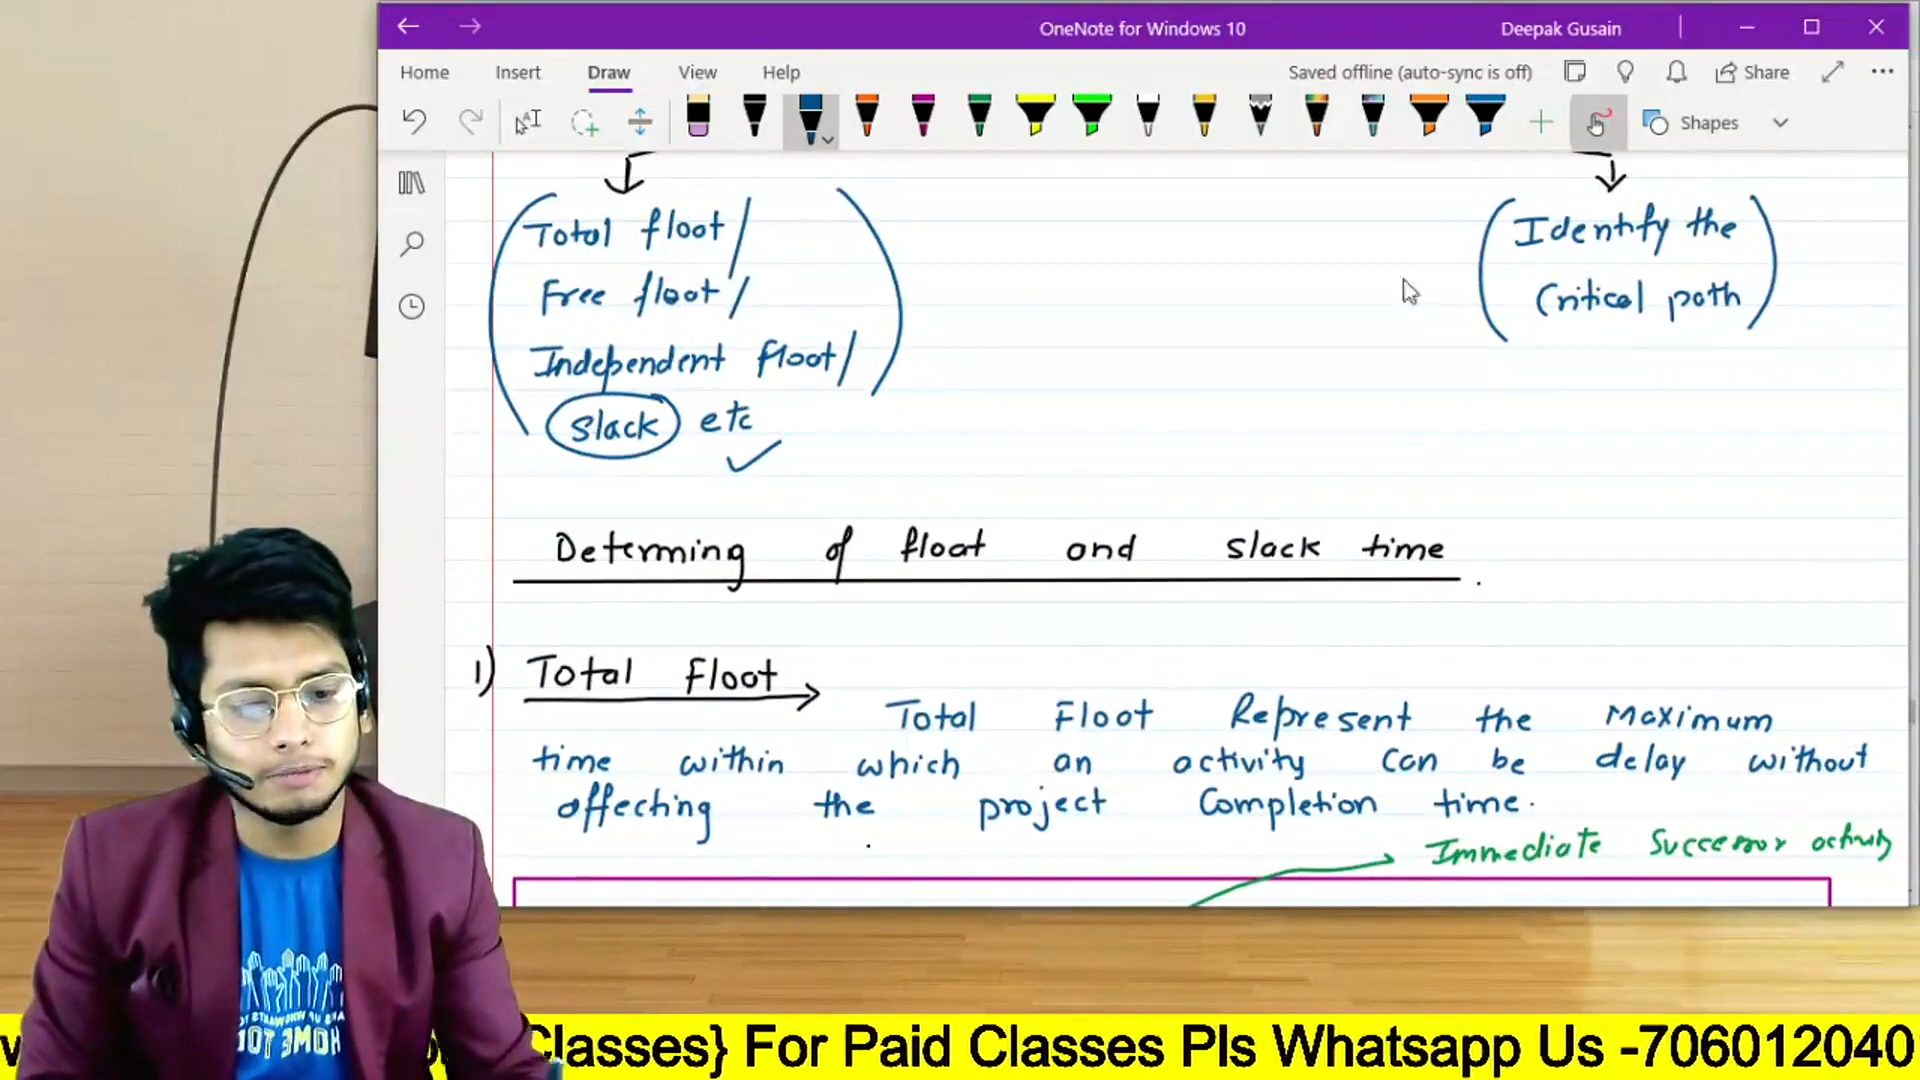 OneNote for Windows 10
Deepak Gusain
Home Insert Draw View Help
Saved offline (auto-sync is off)
Share
Shapes
Total float/
Free float/
Independent float/
Slack etc
Identify the
Critical path
Determing of float and slack time.
1) Total Float
Total Float Represent the Maximum
time within which an activity can be delay without
affecting the project Completion time.
Immediate Successor activity
HOME TO
Classes} For Paid Classes Pls Whatsapp Us -706012040